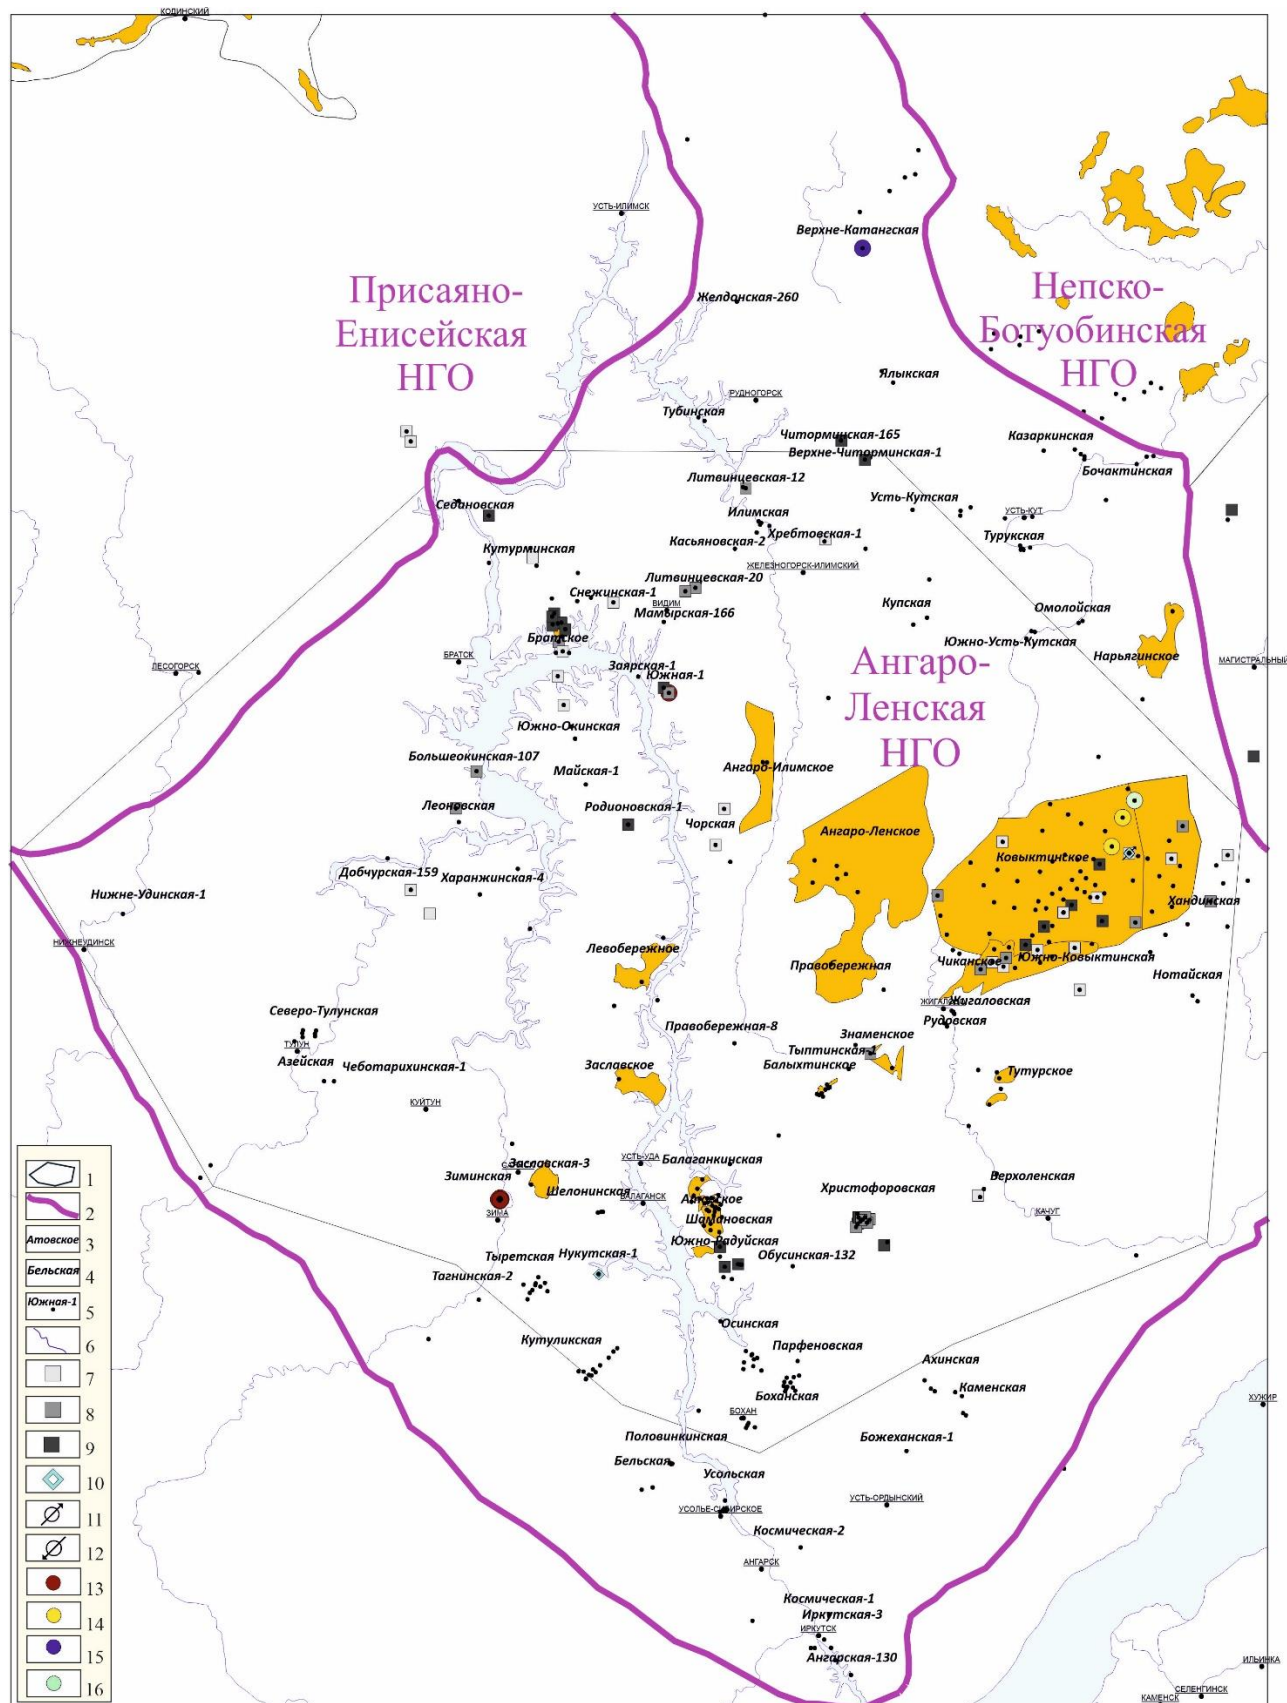 КОДИНСКИЙ
УСТЬ-ИЛИМСК
Верхне-Катангская
Присаяно-
Енисейская
НГО
Непско-
Ботуобинская
НГО
Желдонская-260
Ялыкская
РУДНОГОРСК
Тубинская
Читорминская-165
Верхне-Читорминская-1
Казаркинская
Бочактинская
Литвинцевская-12
Седановская
Усть-Кутская
УСТЬ-КУТ
Илимская
Хребтовская-1
Касьяновская-2
Турукская
Кутурминская
ЖЕЛЕЗНОГОРСК-ИЛИМСКИЙ
Литвинцевская-20
Снежинская-1
ВИДИМ
Мамырская-166
Купская
Омолойская
Южно-Усть-Кутская
Братское
БРАТСК
Нарьягинское
МАГИСТРАЛЬНЫЙ
ЛЕСОГОРСК
Заярская-1
Южная-1
Ангаро-
Ленская
НГО
Южно-Окинская
Большеокинская-107
Майская-1
Ангаро-Илимское
Леоновская
Родионовская-1
Чорская
Ангаро-Ленское
Ковыктинское
Добчурская-159
Харанжинская-4
Нижне-Удинская-1
Хандинская
НИЖНЕУДИНСК
Левобережное
Правобережная
Чиканское
Южно-Ковыктинская
Нотайская
Северо-Тулунская
ЖИГАЛОВО
Жигаловская
Рудовская
Правобережная-8
Знаменское
ТУЛУН
Азейская
Чеботарихинская-1
Заславское
Тыптинская-2
Балыхтинское
Тутурское
КУЙТУН
Заславская-3
УСТЬ-УДА
Балаганкинская
Зиминская
Шелонинская
БАЛАГАНСК
Атовское
Христофоровская
Верхоленская
ЗИМА
Шамановская
КАЧУГ
Южно-Радуйская
Тыретская
Нукутская-1
Обусинская-132
Тагнинская-2
Осинская
Кутуликская
Парфеновская
Ахинская
Каменская
Боханская
БОХАН
ХУЖИР
Половинкинская
Божеханская-1
Бельская
Усольская
УСОЛЬЕ-СИБИРСКОЕ
УСТЬ-ОРДЫНСКИЙ
Космическая-2
АНГАРСК
Космическая-1
Иркутская-3
ИРКУТСК
Ангарская-130
ИЛЬИНКА
СЕЛЕНГИНСК
КАМЕНСК
1
2
Атовское 3
Бельская 4
Южная-1 5
6
7
8
9
10
11
12
13
14
15
16